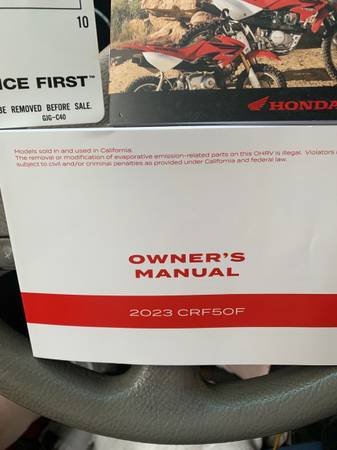 10
ICE FIRST™
BE REMOVED BEFORE SALE.
GJG-C40
HONDA
Models sold in and used in California:
The removal or modification of evaporative emission-related parts on this OHRV is illegal. Violators
subject to civil and/or criminal penalties as provided under California and federal law.
OWNER'S
MANUAL
2023 CRF50F